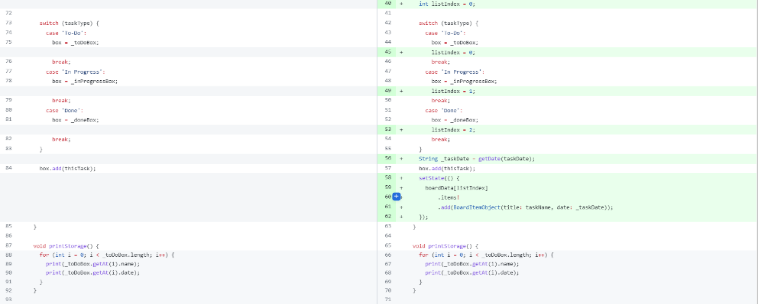 40 + int listIndex = 0;
72 41
73 switch (taskType) { 42 switch (taskType) {
74 case 'To-Do': 43 case 'To-Do':
75 box = _toDoBox; 44 box = _toDoBox;
45 + listIndex = 0;
76 break; 46 break;
77 case 'In Progress': 47 case 'In Progress':
78 box = _inProgressBox; 48 box = _inProgressBox;
49 + listIndex = 1;
79 break; 50 break;
80 case 'Done': 51 case 'Done':
81 box = _doneBox; 52 box = _doneBox;
53 + listIndex = 2;
82 break; 54 break;
83 } 55 }
56 + String _taskDate = getDate(taskDate);
84 box.add(thisTask); 57 box.add(thisTask);
58 + setState(() {
59 + boardData[listIndex]
60 + .items!
61 + .add(BoardItemObject(title: taskName, date: _taskDate));
62 + });
85 } 63 }
86 64
87 void printStorage() { 65 void printStorage() {
88 for (int i = 0; i < _toDoBox.length; i++) { 66 for (int i = 0; i < _toDoBox.length; i++) {
89 print(_toDoBox.getAt(i).name); 67 print(_toDoBox.getAt(i).name);
90 print(_toDoBox.getAt(i).date); 68 print(_toDoBox.getAt(i).date);
91 } 69 }
92 } 70 }
93 71